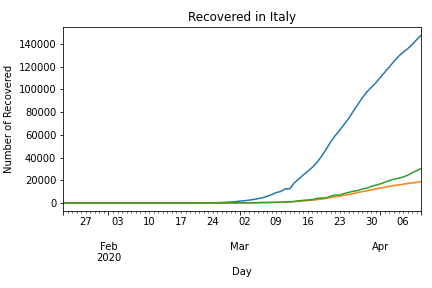 Recovered in Italy
Number of Recovered
140000
120000
100000
80000
60000
40000
20000
0
27 03 10 17 24 02 09 16 23 30 06
Feb Mar Apr
2020
Day